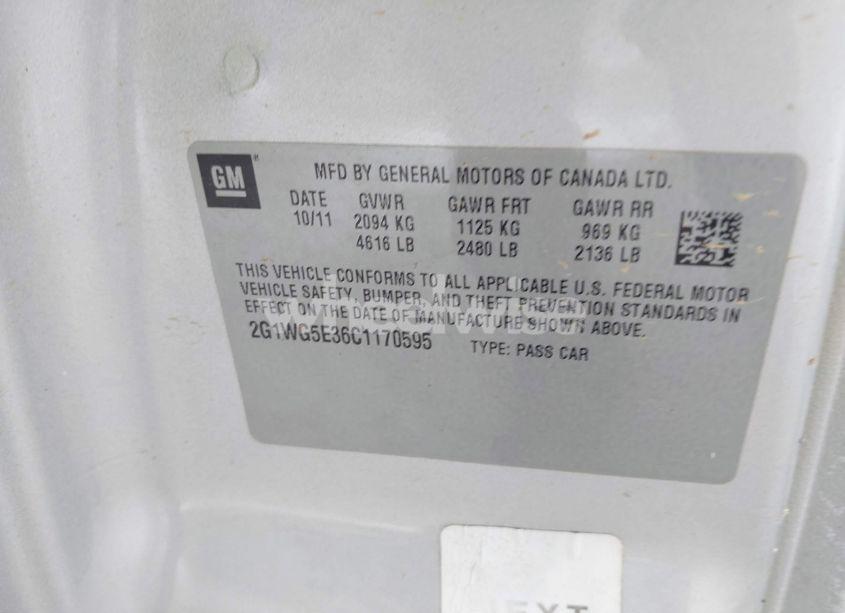 GM
MFD BY GENERAL MOTORS OF CANADA LTD.
DATE GVWR GAWR FRT GAWR RR
10/11 2094 KG 1125 KG 969 KG
4616 LB 2480 LB 2136 LB
THIS VEHICLE CONFORMS TO ALL APPLICABLE U.S. FEDERAL MOTOR
VEHICLE SAFETY, BUMPER, AND THEFT PREVENTION STANDARDS IN
EFFECT ON THE DATE OF MANUFACTURE SHOWN ABOVE.
2G1WG5E36C1170595 TYPE: PASS CAR